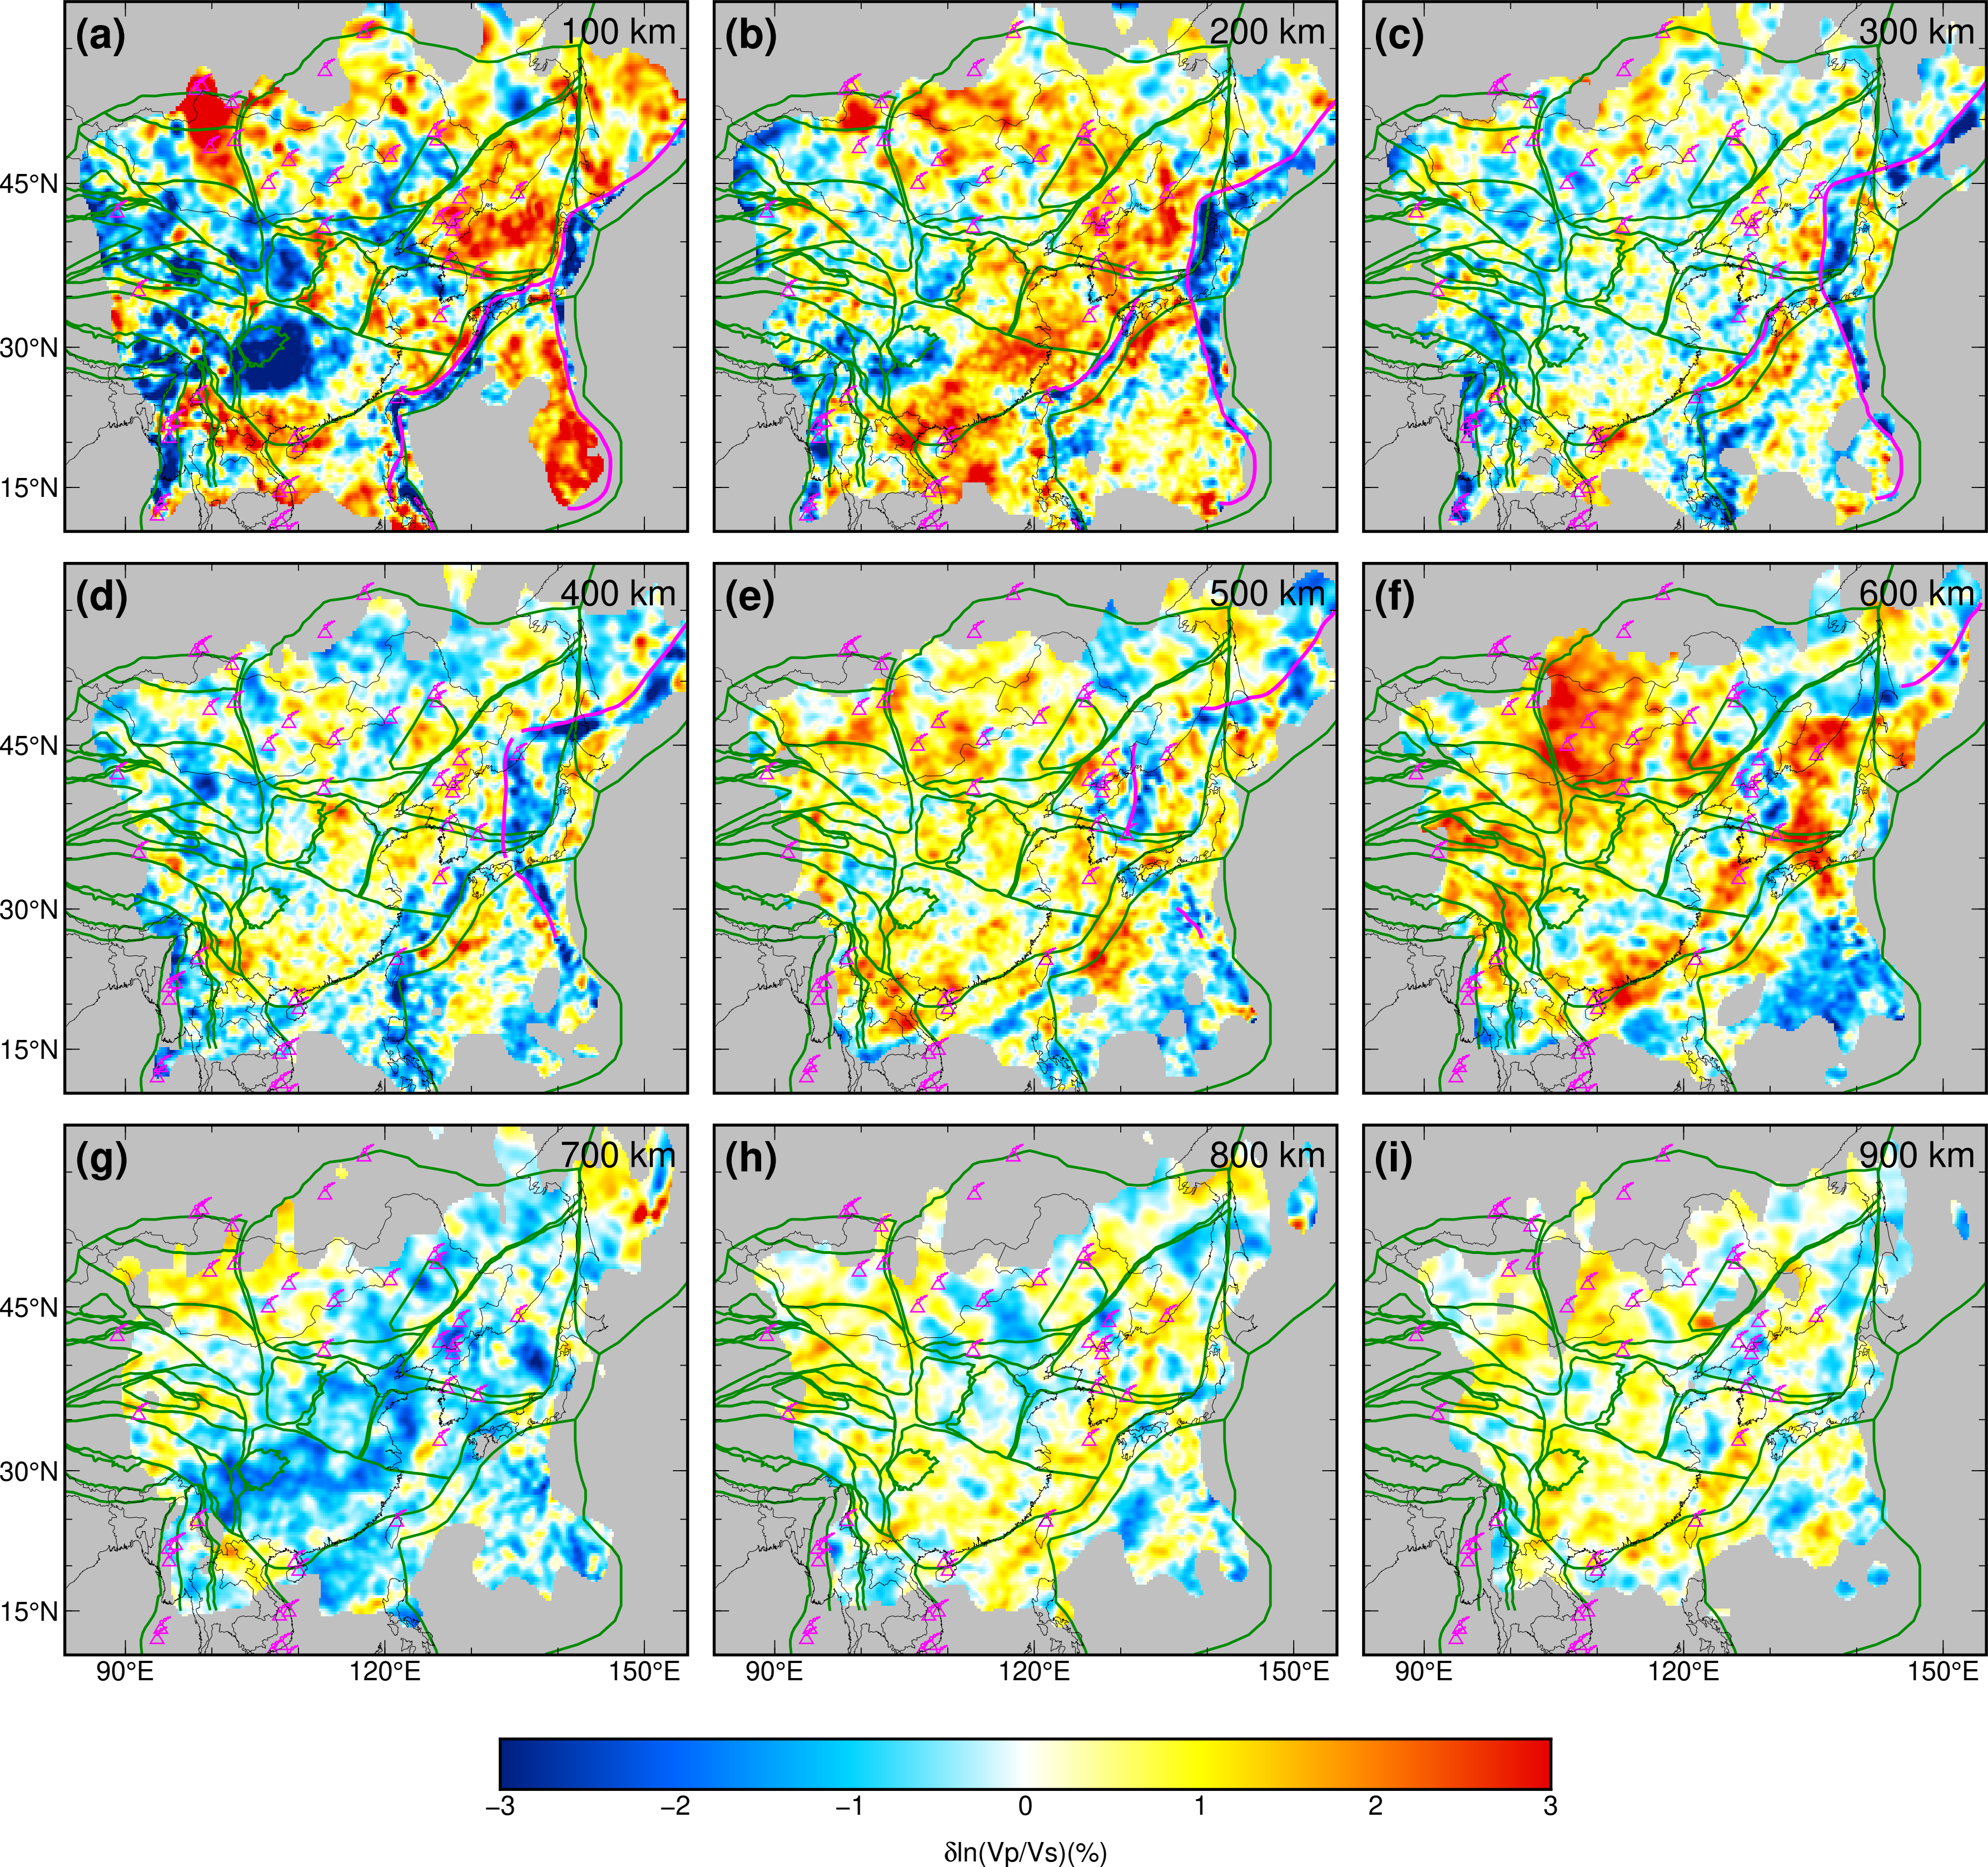 (a) 100 km (b) 200 km (c) 300 km
45°N
30°N
15°N
(d) 400 km (e) 500 km (f) 600 km
45°N
30°N
15°N
(g) 700 km (h) 800 km (i) 900 km
45°N
30°N
15°N
90°E 120°E 150°E 90°E 120°E 150°E 90°E 120°E 150°E
−3 −2 −1 0 1 2 3
δln(Vp/Vs)(%)